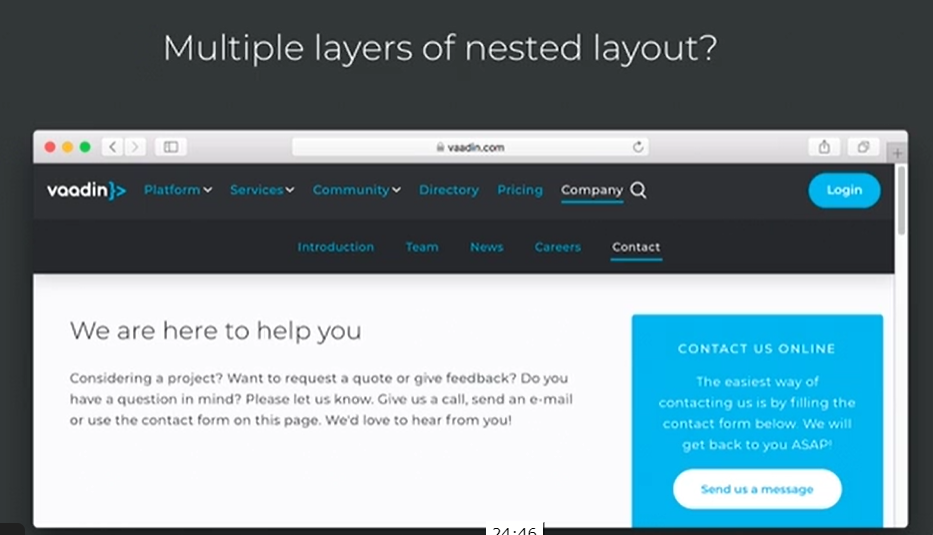 Multiple layers of nested layout?
vaadin.com
vaadin}> Platform Services Community Directory Pricing Company Login
Introduction Team News Careers Contact
We are here to help you
Considering a project? Want to request a quote or give feedback? Do you
have a question in mind? Please let us know. Give us a call, send an e-mail
or use the contact form on this page. We'd love to hear from you!
CONTACT US ONLINE
The easiest way of
contacting us is by filling the
contact form below. We will
get back to you ASAP!
Send us a message
24:46